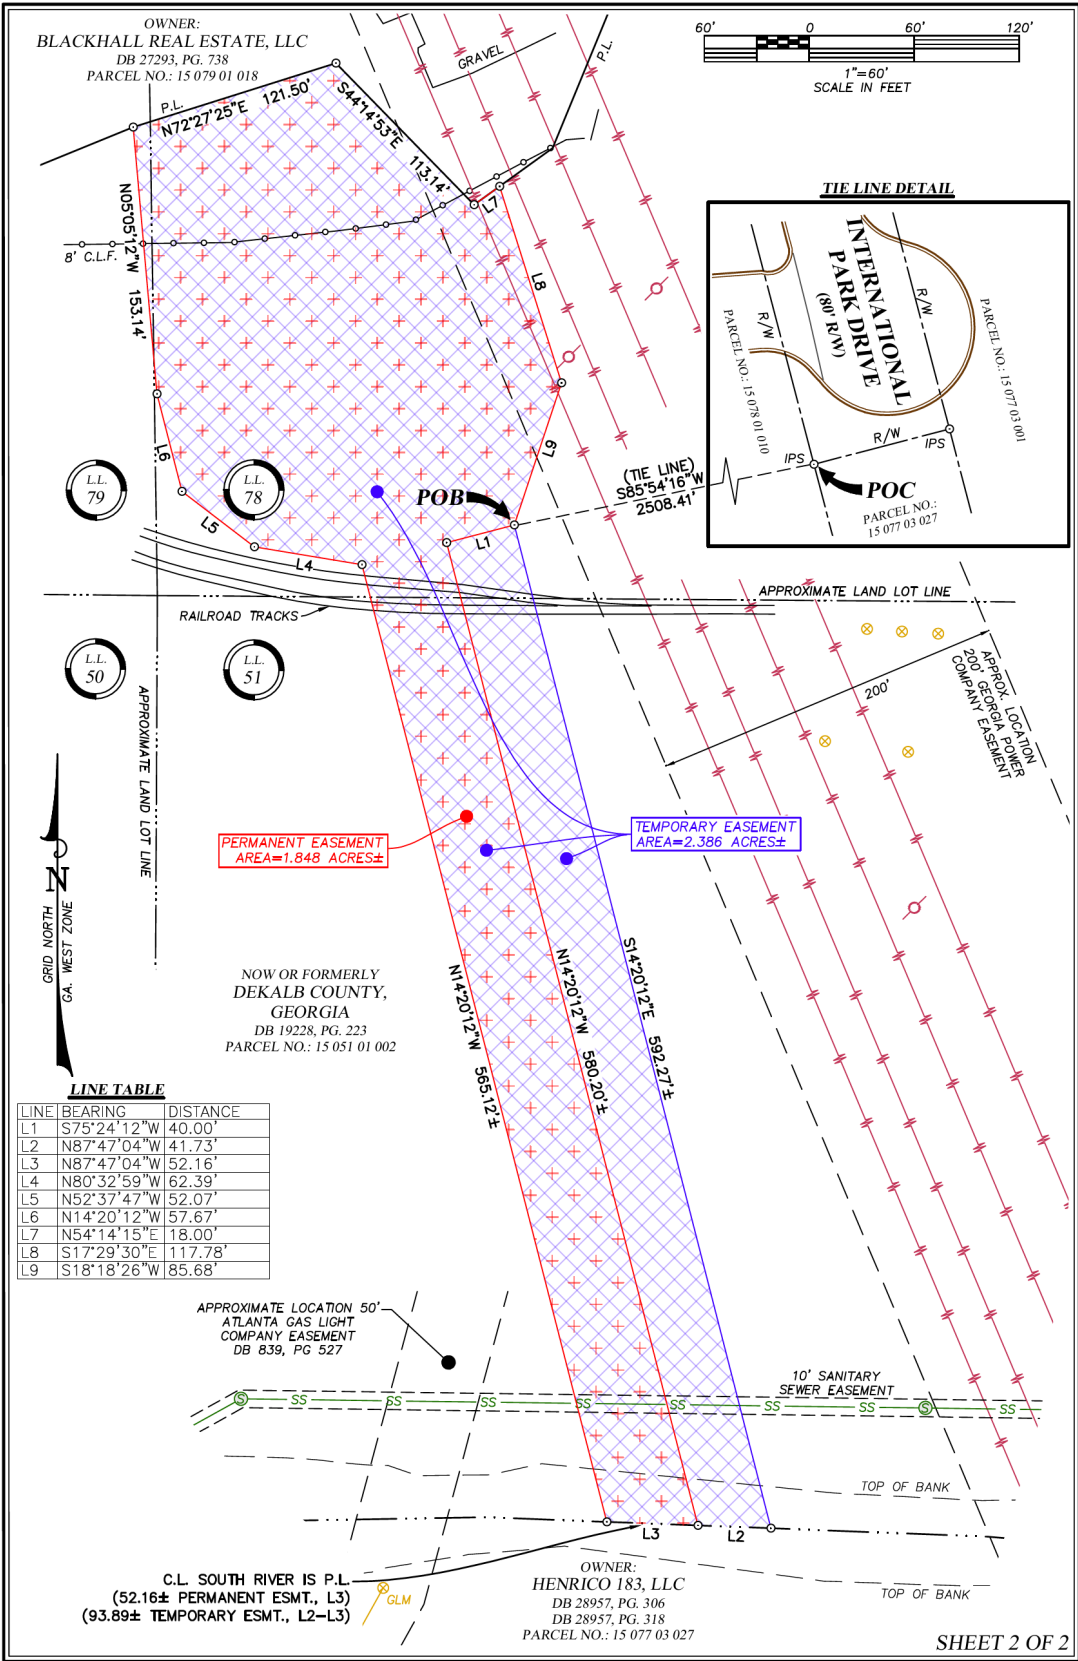 OWNER:
BLACKHALL REAL ESTATE, LLC
DB 27293, PG. 738
PARCEL NO.: 15 079 01 018
60' 0 60' 120'
1"=60'
SCALE IN FEET
GRAVEL
P.L.
P.L.
N72°27'25"E 121.50'
S44°14'53"E 113.14'
L7
N05°05'12"W 153.14'
8' C.L.F.
L8
L9
L6
L5
L4
L1
TIE LINE DETAIL
INTERNATIONAL
PARK DRIVE
(80' R/W)
R/W
R/W
R/W
PARCEL NO.: 15 078 01 010
PARCEL NO.: 15 077 03 001
IPS
IPS
POC
PARCEL NO.:
15 077 03 027
(TIE LINE)
S85°54'16"W
2508.41'
POB
L.L.
79
L.L.
78
L.L.
50
L.L.
51
RAILROAD TRACKS
APPROXIMATE LAND LOT LINE
APPROXIMATE LAND LOT LINE
200'
APPROX. LOCATION
200' GEORGIA POWER
COMPANY EASEMENT
PERMANENT EASEMENT
AREA=1.848 ACRES±
TEMPORARY EASEMENT
AREA=2.386 ACRES±
N
GRID NORTH
GA. WEST ZONE
NOW OR FORMERLY
DEKALB COUNTY,
GEORGIA
DB 19228, PG. 223
PARCEL NO.: 15 051 01 002
N14°20'12"W 565.12'±
N14°20'12"W 580.20'±
S14°20'12"E 592.27'±
LINE TABLE
LINE BEARING DISTANCE
L1 S75°24'12"W 40.00'
L2 N87°47'04"W 41.73'
L3 N87°47'04"W 52.16'
L4 N80°32'59"W 62.39'
L5 N52°37'47"W 52.07'
L6 N14°20'12"W 57.67'
L7 N54°14'15"E 18.00'
L8 S17°29'30"E 117.78'
L9 S18°18'26"W 85.68'
APPROXIMATE LOCATION 50'
ATLANTA GAS LIGHT
COMPANY EASEMENT
DB 839, PG 527
10' SANITARY
SEWER EASEMENT
S SS SS SS SS SS SS SS S SS
TOP OF BANK
L3 L2
C.L. SOUTH RIVER IS P.L.
(52.16± PERMANENT ESMT., L3)
(93.89± TEMPORARY ESMT., L2-L3)
GLM
OWNER:
HENRICO 183, LLC
DB 28957, PG. 306
DB 28957, PG. 318
PARCEL NO.: 15 077 03 027
TOP OF BANK
SHEET 2 OF 2